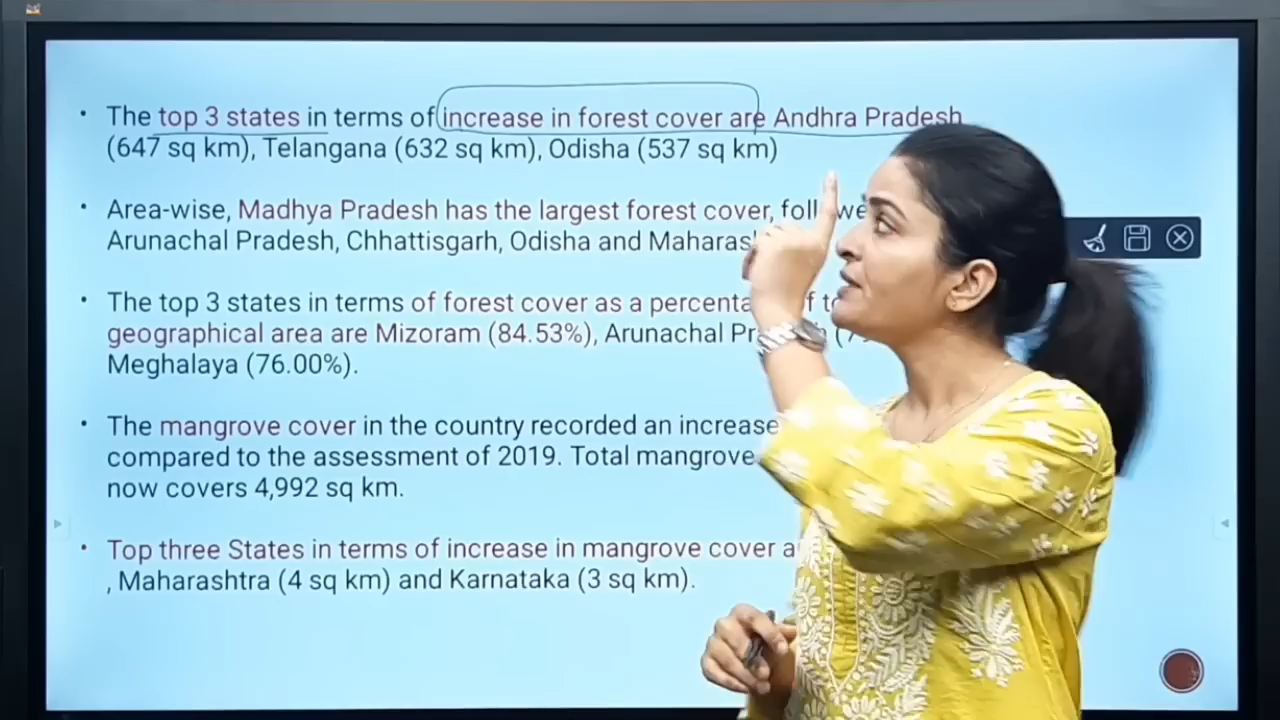 • The top 3 states in terms of increase in forest cover are Andhra Pradesh
(647 sq km), Telangana (632 sq km), Odisha (537 sq km)
• Area-wise, Madhya Pradesh has the largest forest cover,
Arunachal Pradesh, Chhattisgarh, Odisha and
• The top 3 states in terms of forest cover as a
geographical area are Mizoram (84.53%), Arunachal
Meghalaya (76.00%).
• The mangrove cover in the country recorded an increase
compared to the assessment of 2019. Total mangrove
now covers 4,992 sq km.
• Top three States in terms of increase in mangrove cover
, Maharashtra (4 sq km) and Karnataka (3 sq km).